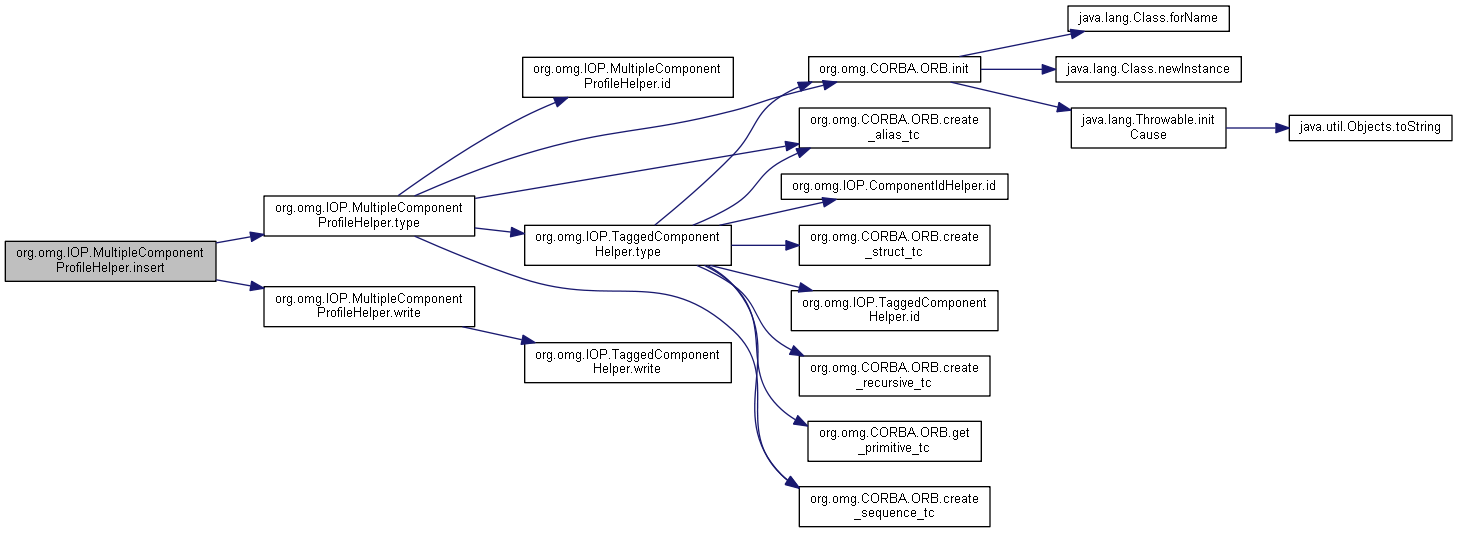 org.omg.IOP.MultipleComponent
ProfileHelper.insert
org.omg.IOP.MultipleComponent
ProfileHelper.type
org.omg.IOP.MultipleComponent
ProfileHelper.write
org.omg.IOP.MultipleComponent
ProfileHelper.id
org.omg.IOP.TaggedComponent
Helper.type
org.omg.IOP.TaggedComponent
Helper.write
org.omg.CORBA.ORB.init
org.omg.CORBA.ORB.create
_alias_tc
org.omg.IOP.ComponentIdHelper.id
org.omg.CORBA.ORB.create
_struct_tc
org.omg.IOP.TaggedComponent
Helper.id
org.omg.CORBA.ORB.create
_recursive_tc
org.omg.CORBA.ORB.get
_primitive_tc
org.omg.CORBA.ORB.create
_sequence_tc
java.lang.Class.forName
java.lang.Class.newInstance
java.lang.Throwable.init
Cause
java.util.Objects.toString